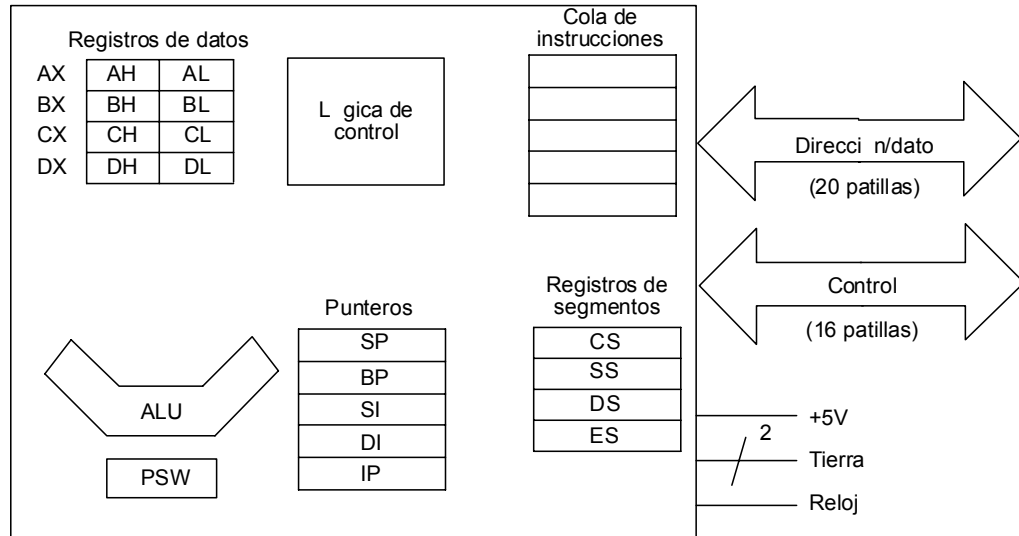 Registros de datos
AX AH AL
BX BH BL
CX CH CL
DX DH DL
L gica de
control
Cola de
instrucciones
Direcci n/dato
(20 patillas)
Control
(16 patillas)
Punteros
SP
BP
SI
DI
IP
Registros de
segmentos
CS
SS
DS
ES
ALU
PSW
+5V
2
Tierra
Reloj